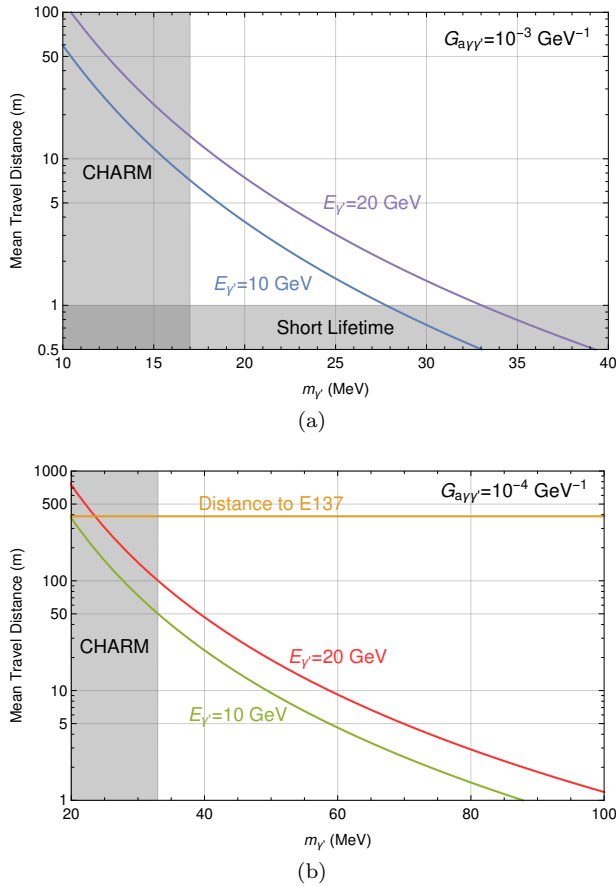 100
50
10
5
1
0.5
Mean Travel Distance (m)
G_{aγγ'}=10^{-3} GeV^{-1}
CHARM
E_{γ'}=20 GeV
E_{γ'}=10 GeV
Short Lifetime
10 15 20 25 30 35 40
m_{γ'} (MeV)
(a)
1000
500
100
50
10
5
1
Mean Travel Distance (m)
G_{aγγ'}=10^{-4} GeV^{-1}
Distance to E137
CHARM
E_{γ'}=20 GeV
E_{γ'}=10 GeV
20 40 60 80 100
m_{γ'} (MeV)
(b)